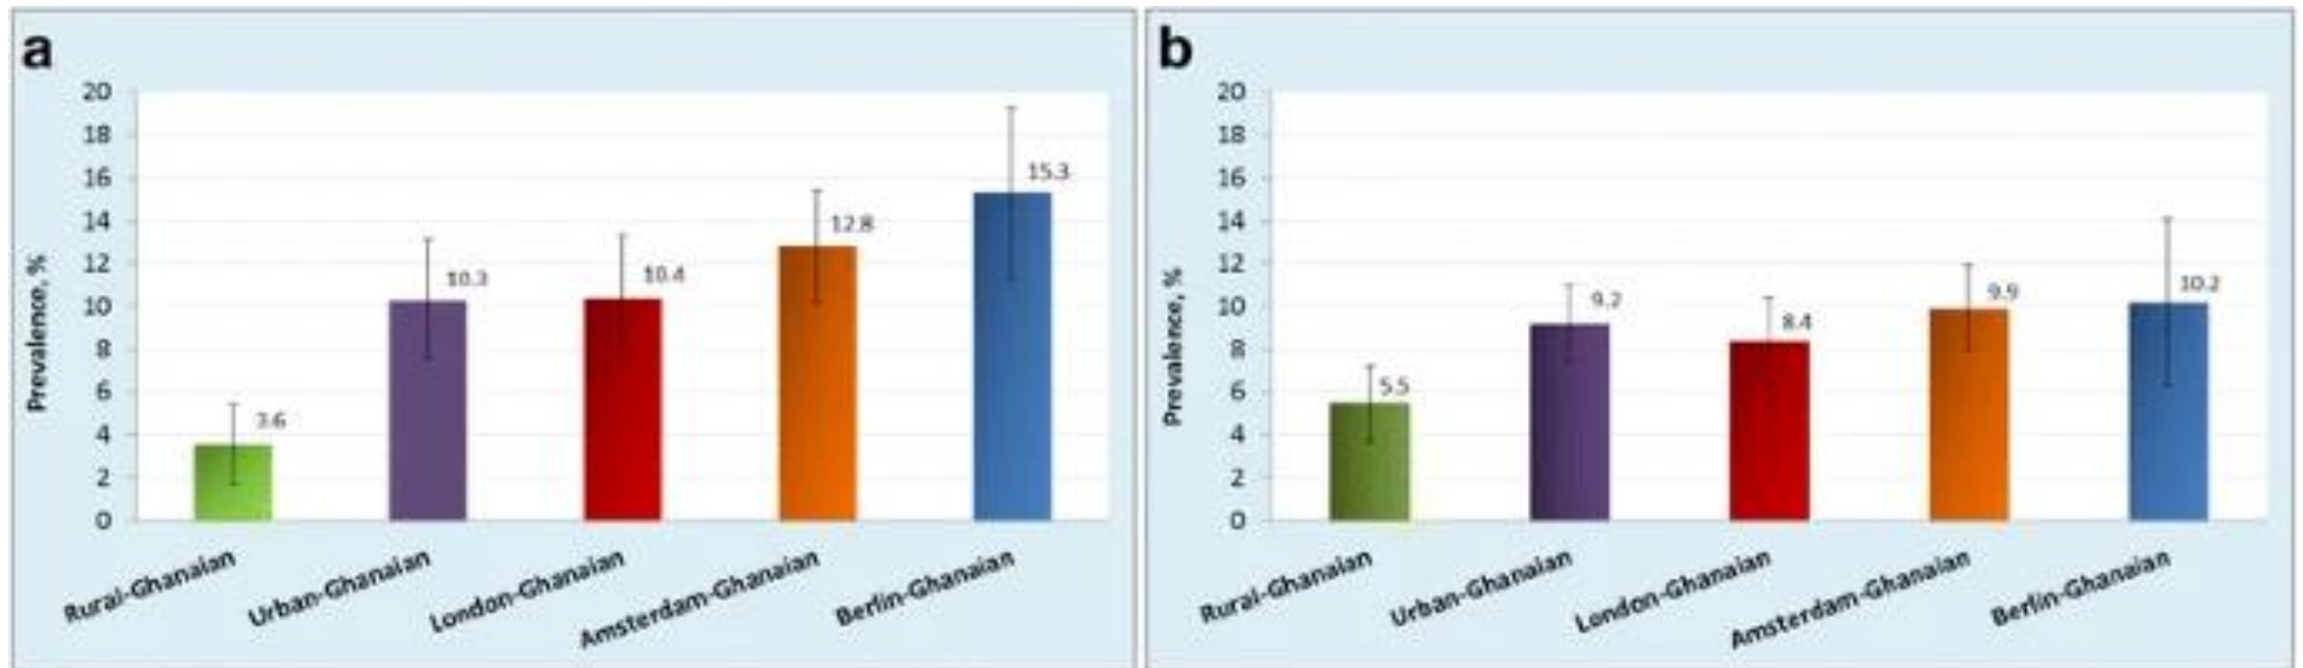 a
20
18
16
14
12
10
8
6
4
2
0
Prevalence, %
3.6
10.3
10.4
12.8
15.3
Rural-Ghanaian
Urban-Ghanaian
London-Ghanaian
Amsterdam-Ghanaian
Berlin-Ghanaian
b
20
18
16
14
12
10
8
6
4
2
0
Prevalence, %
5.5
9.2
8.4
9.9
10.2
Rural-Ghanaian
Urban-Ghanaian
London-Ghanaian
Amsterdam-Ghanaian
Berlin-Ghanaian